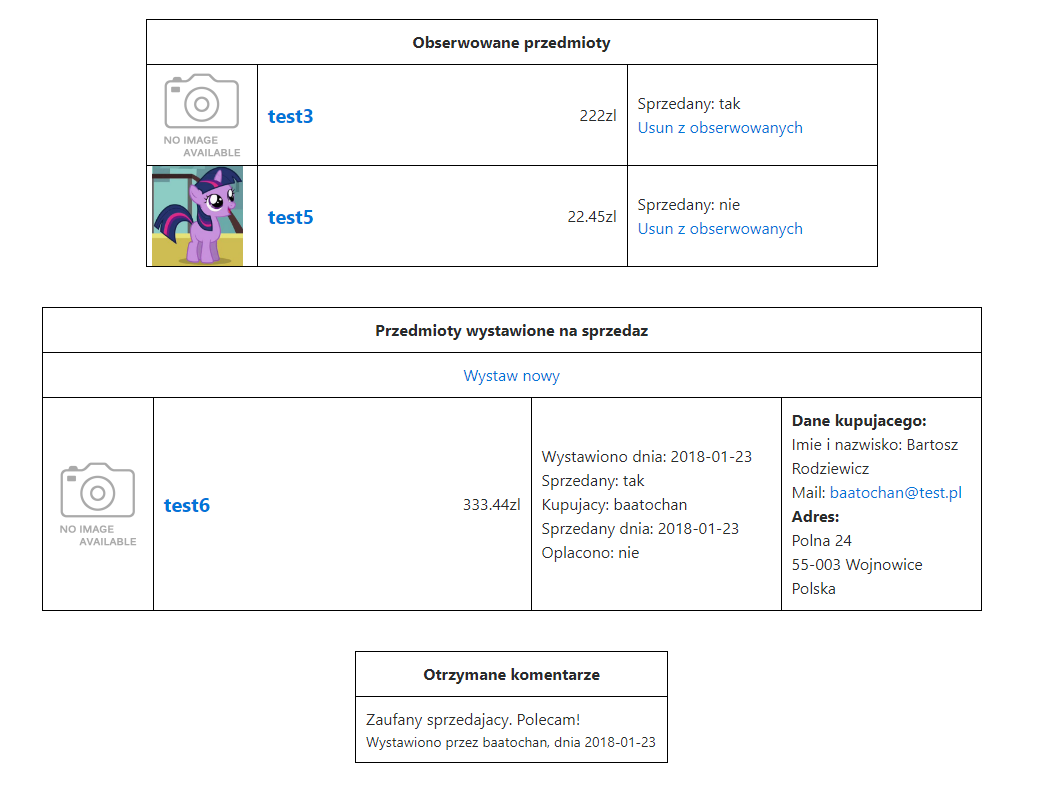 Obserwowane przedmioty
NO IMAGE
AVAILABLE
test3
222zl
Sprzedany: tak
Usun z obserwowanych
test5
22.45zl
Sprzedany: nie
Usun z obserwowanych
Przedmioty wystawione na sprzedaz
Wystaw nowy
NO IMAGE
AVAILABLE
test6
333.44zl
Wystawiono dnia: 2018-01-23
Sprzedany: tak
Kupujacy: baatochan
Sprzedany dnia: 2018-01-23
Oplacono: nie
Dane kupujacego:
Imie i nazwisko: Bartosz
Rodziewicz
Mail: baatochan@test.pl
Adres:
Polna 24
55-003 Wojnowice
Polska
Otrzymane komentarze
Zaufany sprzedajacy. Polecam!
Wystawiono przez baatochan, dnia 2018-01-23